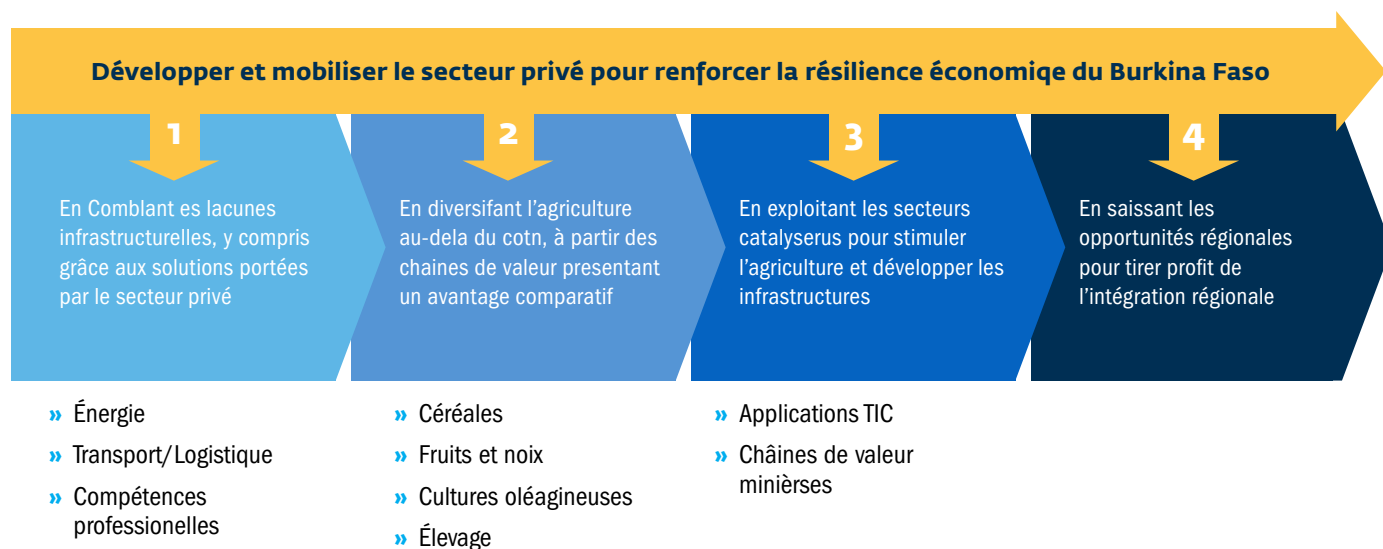 Développer et mobiliser le secteur privé pour renforcer la résilience économiqe du Burkina Faso
1
En Comblant es lacunes
infrastructurelles, y compris
grâce aux solutions portées
par le secteur privé
» Énergie
» Transport/Logistique
» Compétences
professionelles
2
En diversifant l’agriculture
au-dela du cotn, à partir des
chaines de valeur presentant
un avantage comparatif
» Céréales
» Fruits et noix
» Cultures oléagineuses
» Élevage
3
En exploitant les secteurs
catalyserus pour stimuler
l’agriculture et développer les
infrastructures
» Applications TIC
» Châines de valeur
minièrses
4
En saissant les
opportunités régionales
pour tirer profit de
l’intégration régionale